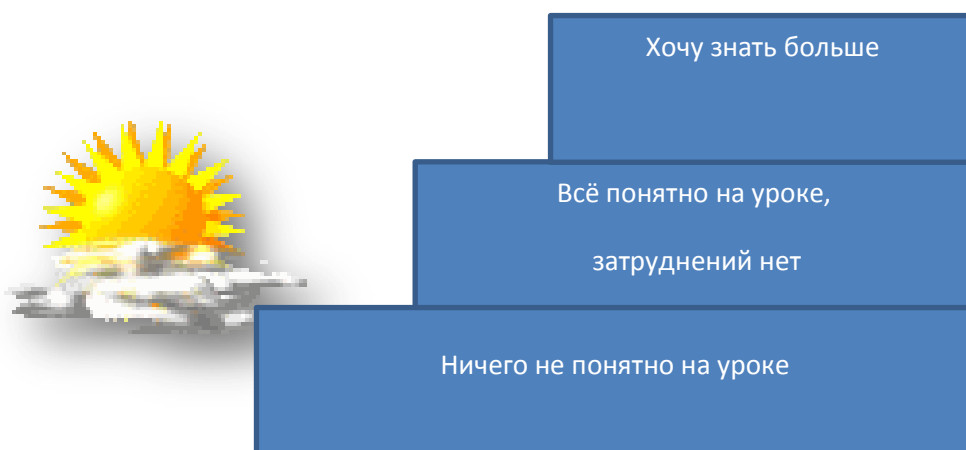 Хочу знать больше
Всё понятно на уроке,
затруднений нет
Ничего не понятно на уроке